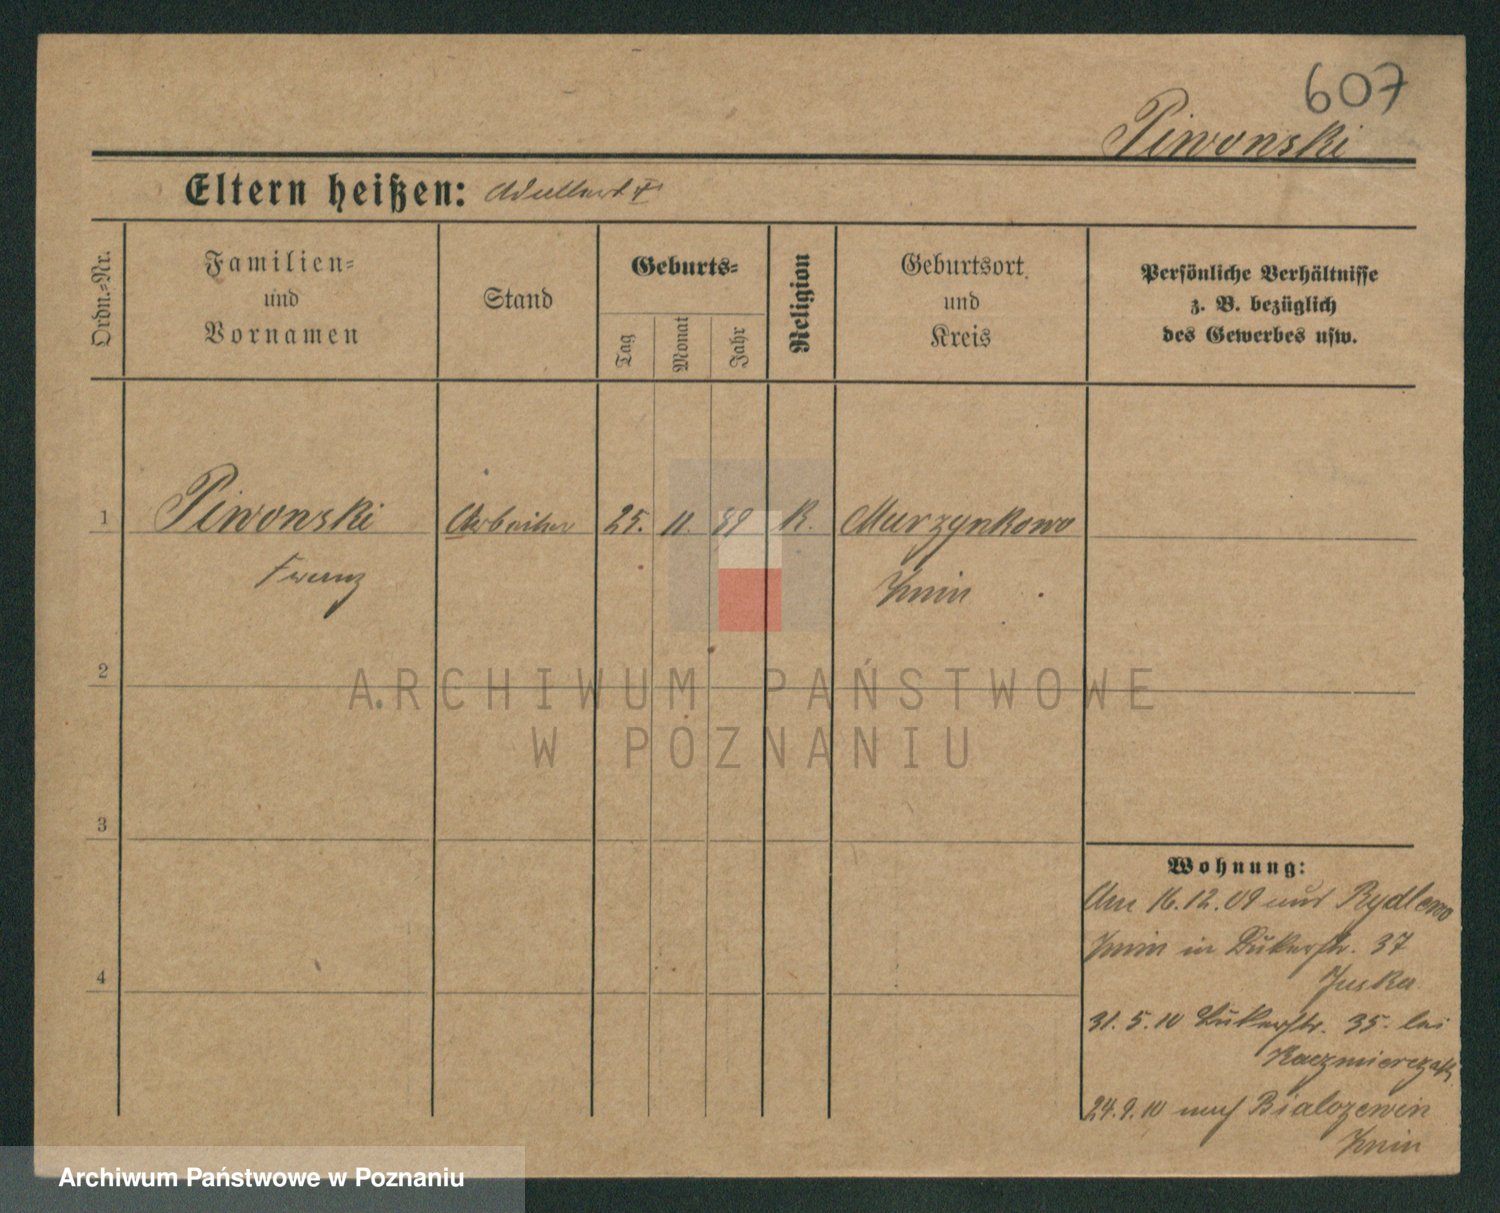 607
Piwonski
Eltern heißen: Adalbert †
Ordn.-Nr.
Familien-
und
Vornamen
Stand
Geburts-
Tag
Monat
Jahr
Religion
Geburtsort
und
Kreis
Persönliche Verhältnisse
z. B. bezüglich
des Gewerbes usw.
1 Piwonski Arbeiter 25. 11. 89 K. Murzynkowo
Franz Znin
2
ARCHIWUM PAŃSTWOWE
W POZNANIU
3
Wohnung:
Am 16.12.09 aus Rydlewo
Znin in Bäkerstr. 37
Juska
4
31.5.10 Bäkerstr. 35. bei
Kaczmierczak
24.9.10 nach Bialozewin
Znin
Archiwum Państwowe w Poznaniu